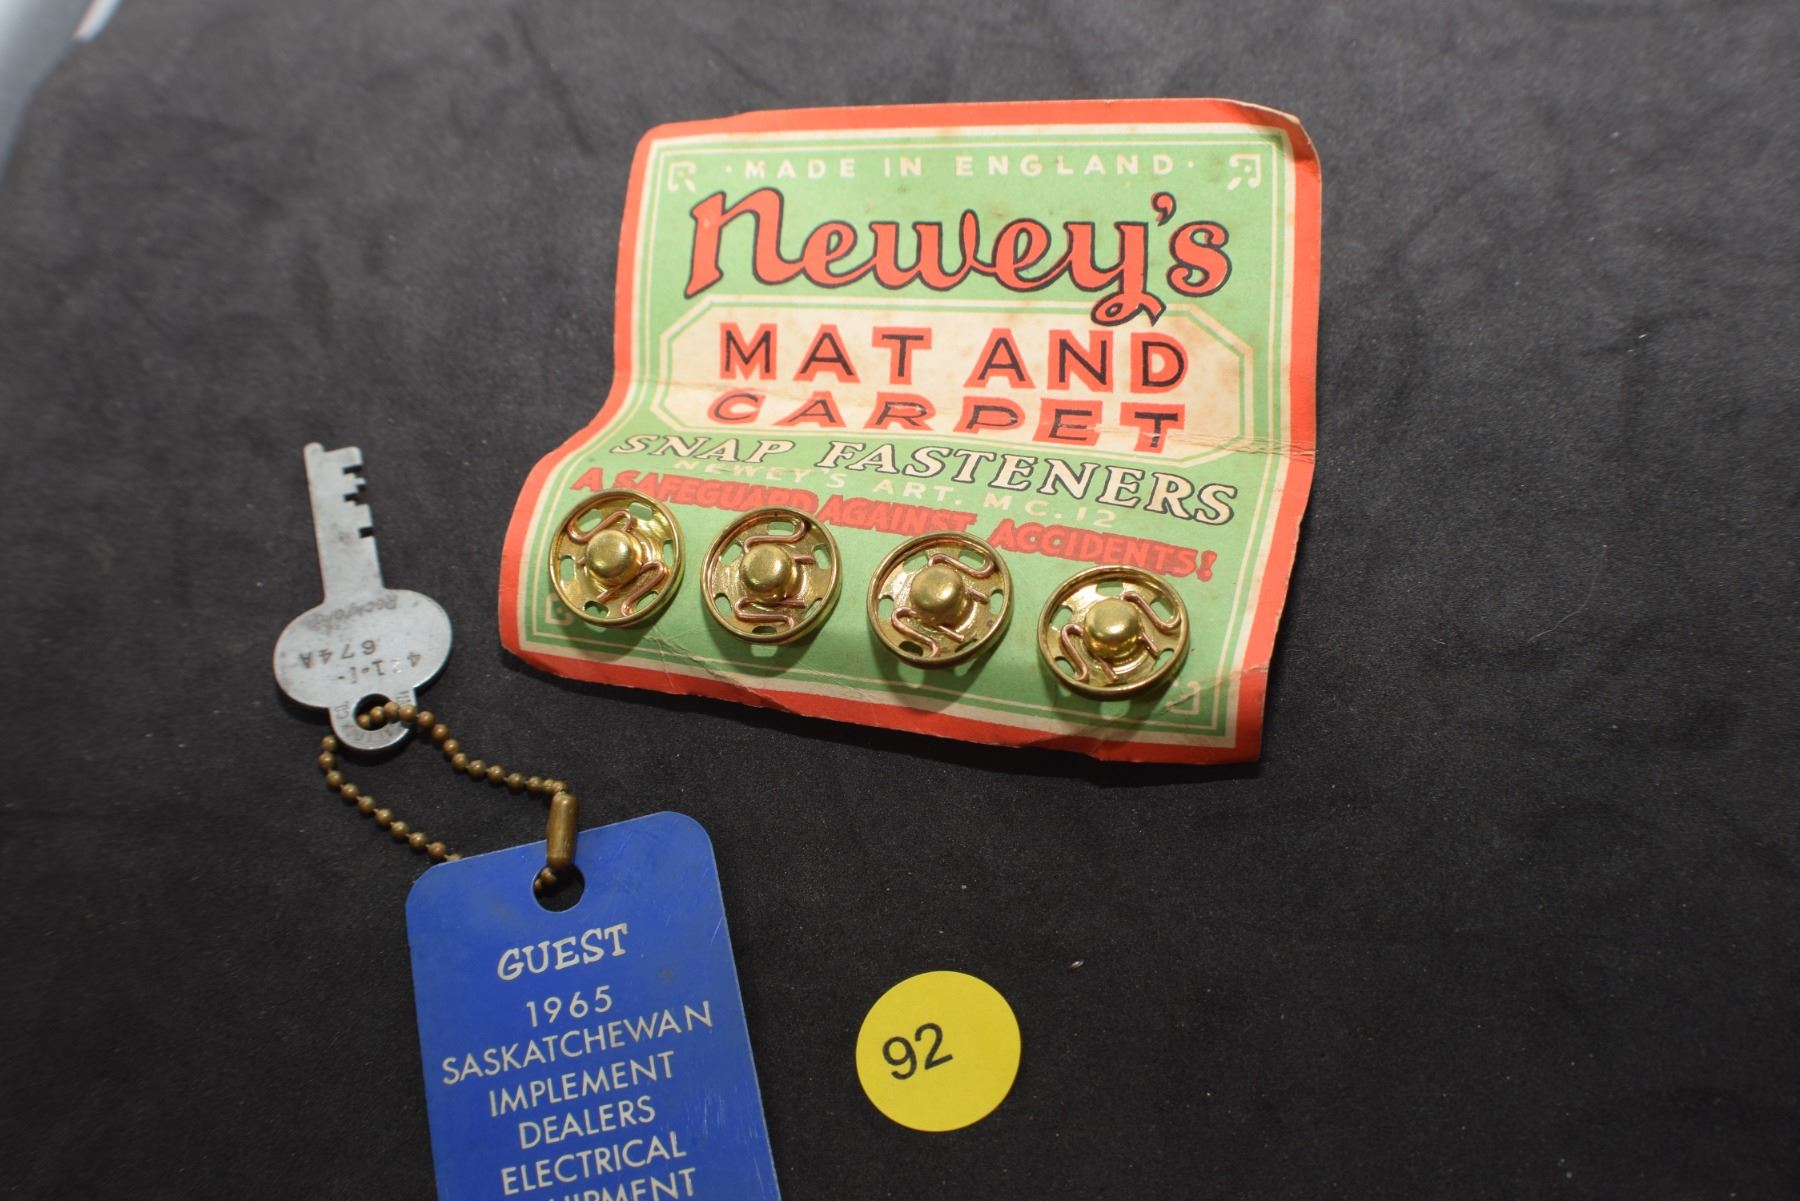 · MADE IN ENGLAND ·
Newey's
MAT AND
CARPET
SNAP FASTENERS
NEWEY'S ART. M C. 12
A SAFEGUARD AGAINST ACCIDENTS!
421-I-
674A
CO.
GUEST
1965
SASKATCHEWAN
IMPLEMENT
DEALERS
ELECTRICAL
92